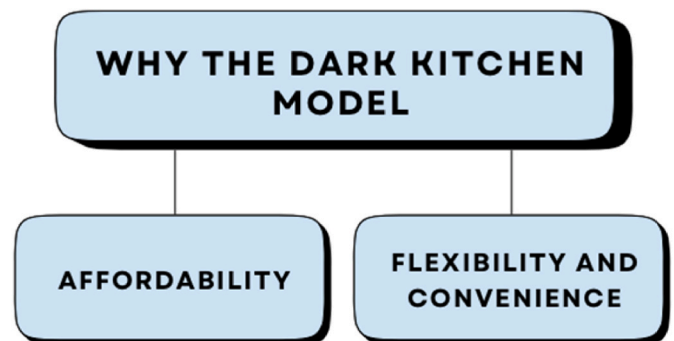 WHY THE DARK KITCHEN
MODEL
AFFORDABILITY
FLEXIBILITY AND
CONVENIENCE